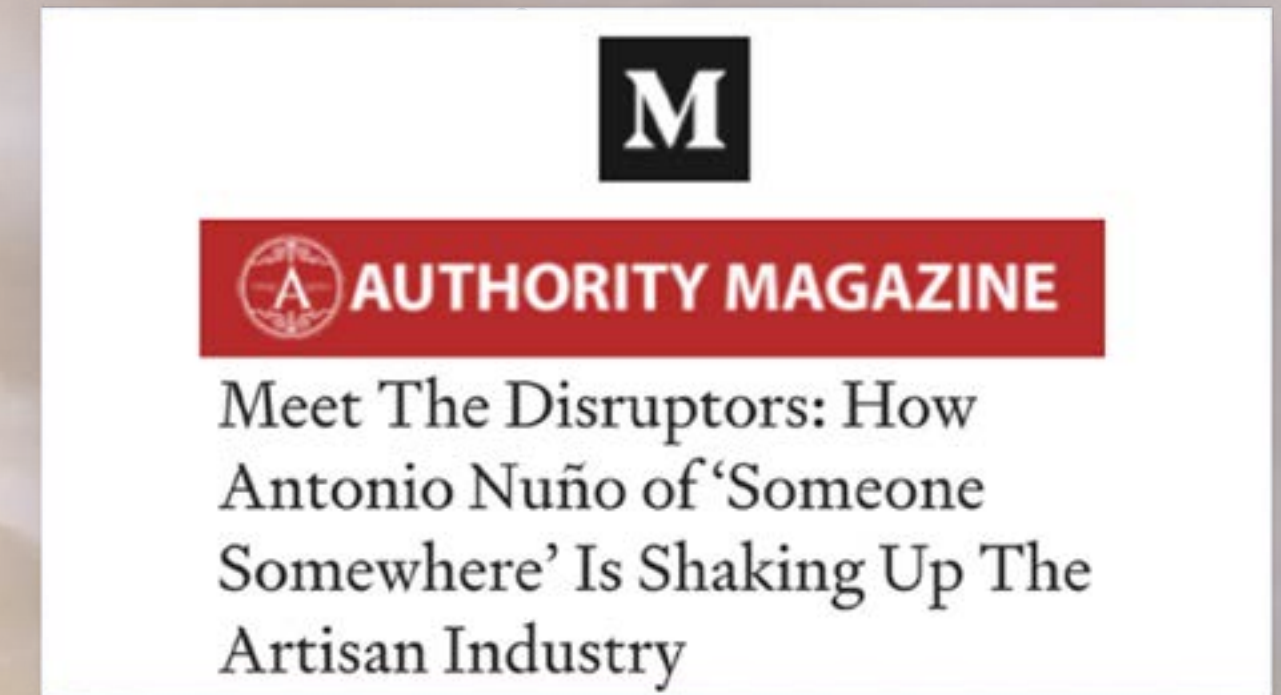 M
A AUTHORITY MAGAZINE
Meet The Disruptors: How
Antonio Nuño of ‘Someone
Somewhere’ Is Shaking Up The
Artisan Industry